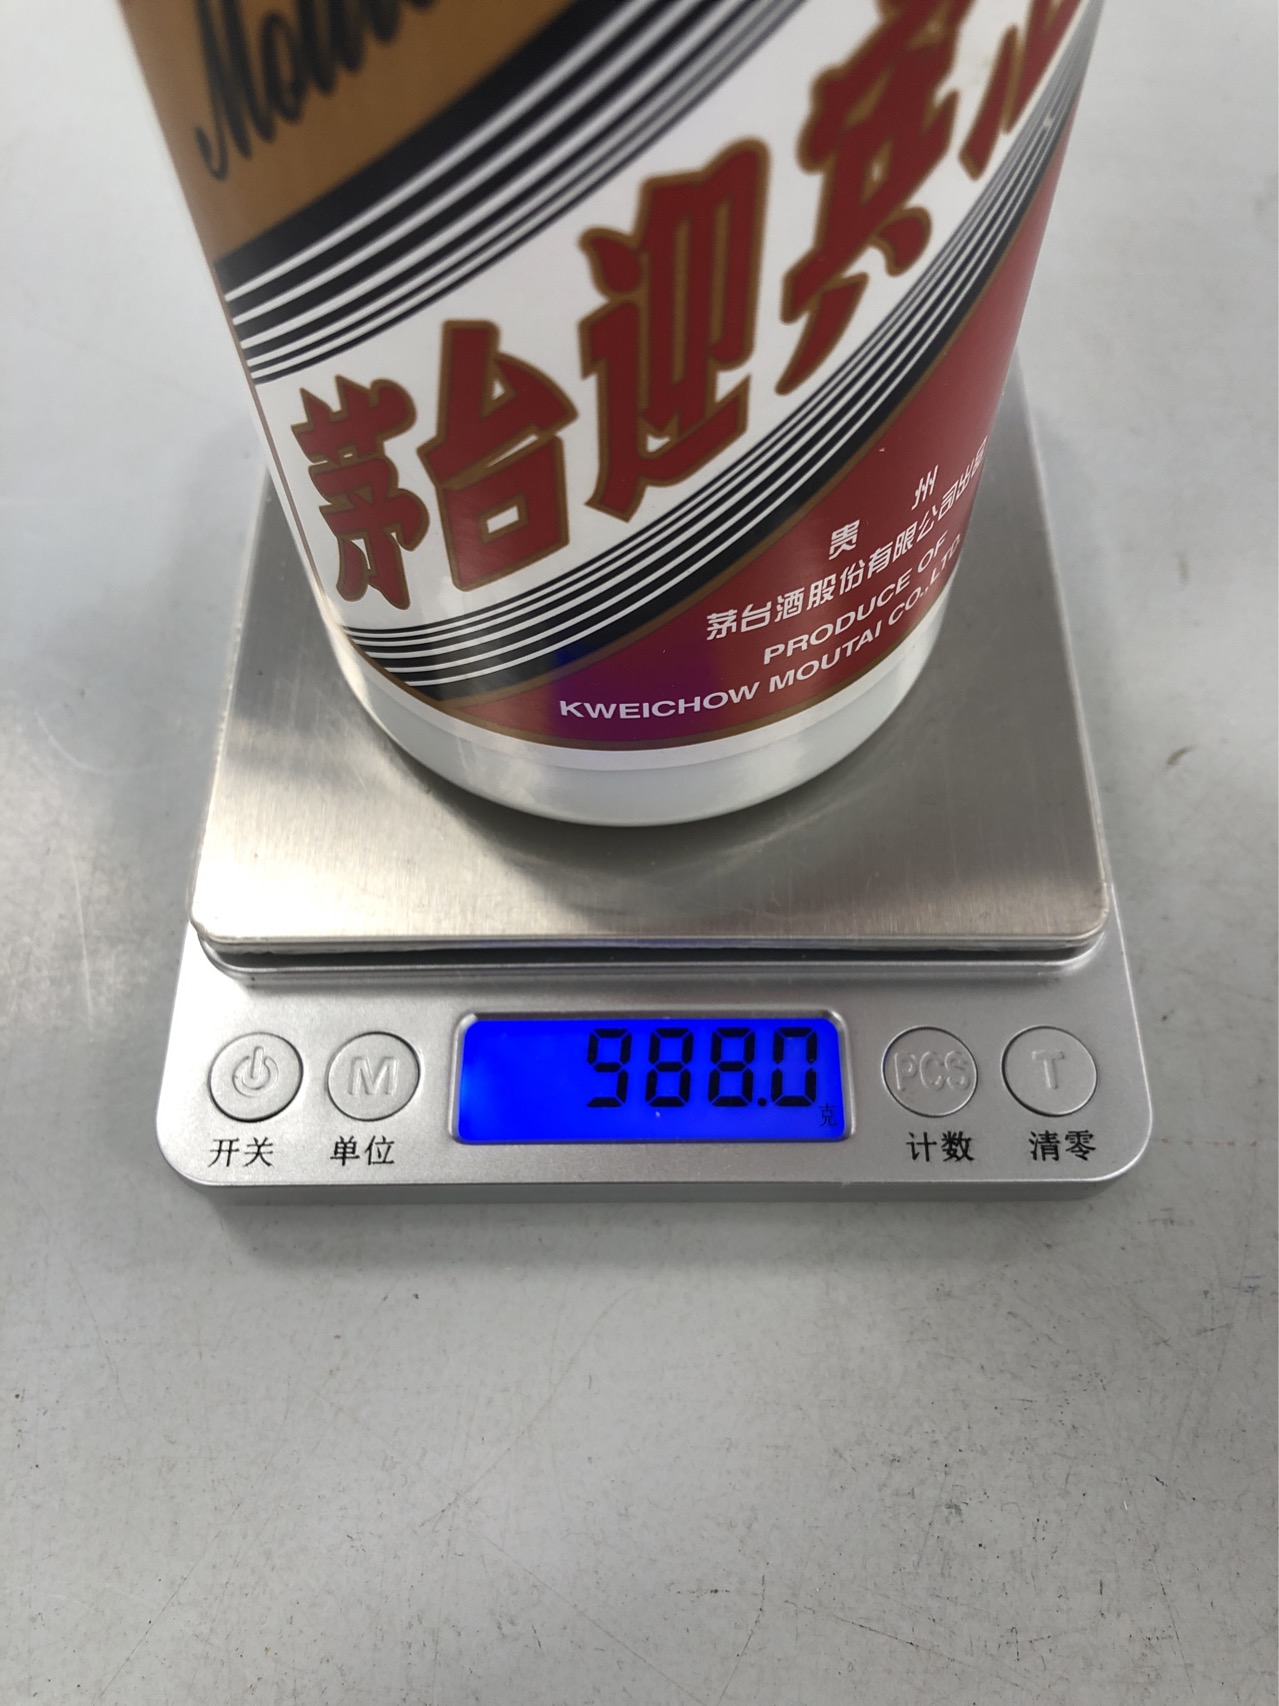 茅台迎宾
贵州
茅台酒股份有限公司出品
PRODUCE OF
KWEICHOW MOUTAI CO.,LTD.
988.0
克
M
PCS
T
开关
单位
计数
清零